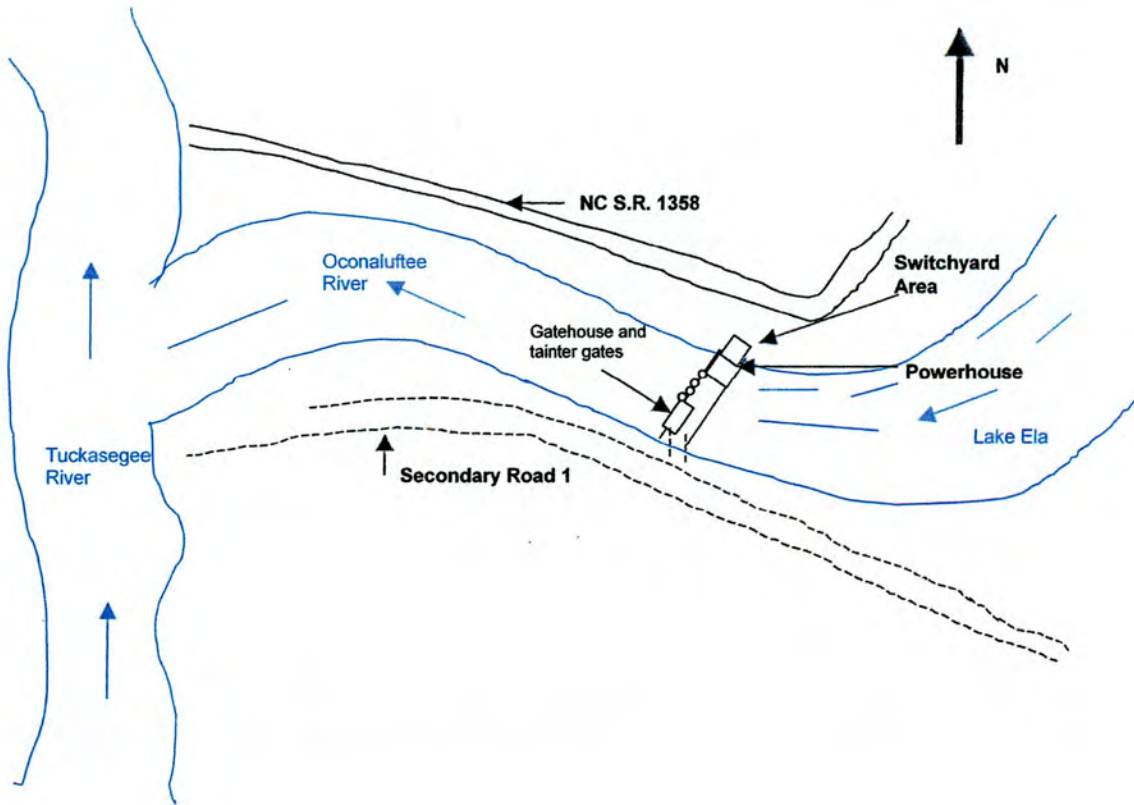 N
NC S.R. 1358
Oconaluftee
River
Switchyard
Area
Gatehouse and
tainter gates
Powerhouse
Lake Ela
Tuckasegee
River
Secondary Road 1